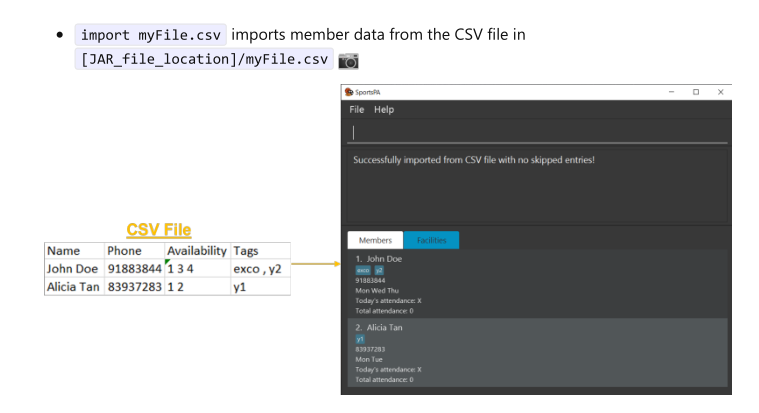 import myFile.csv imports member data from the CSV file in
[JAR_file_location]/myFile.csv
SportsPA
File Help
Successfully imported from CSV file with no skipped entries!
Members Facilities
1. John Doe
exco y2
91883844
Mon Wed Thu
Today's attendance: X
Total attendance: 0
2. Alicia Tan
y1
83937283
Mon Tue
Today's attendance: X
Total attendance: 0
CSV File
Name Phone Availability Tags
John Doe 91883844 1 3 4 exco , y2
Alicia Tan 83937283 1 2 y1